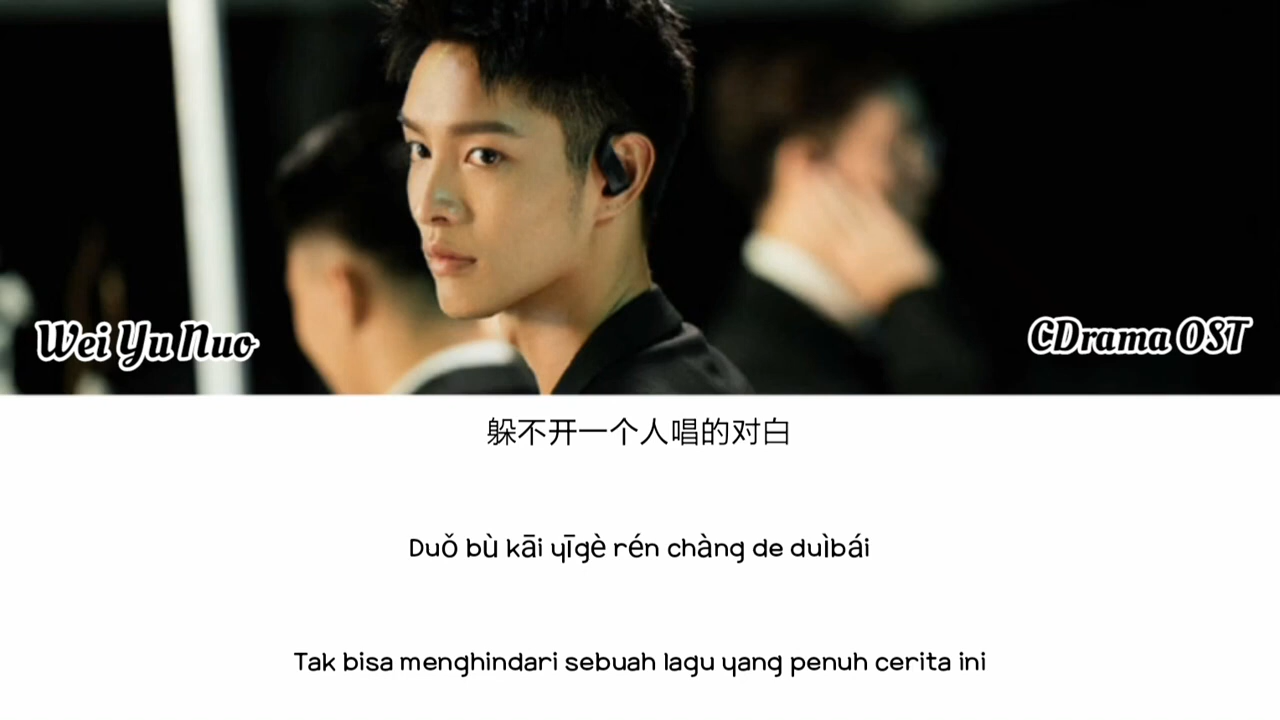 Wei Yu Nuo
CDrama OST
躲不开一个人唱的对白
Duǒ bù kāi yīgè rén chàng de duìbái
Tak bisa menghindari sebuah lagu yang penuh cerita ini